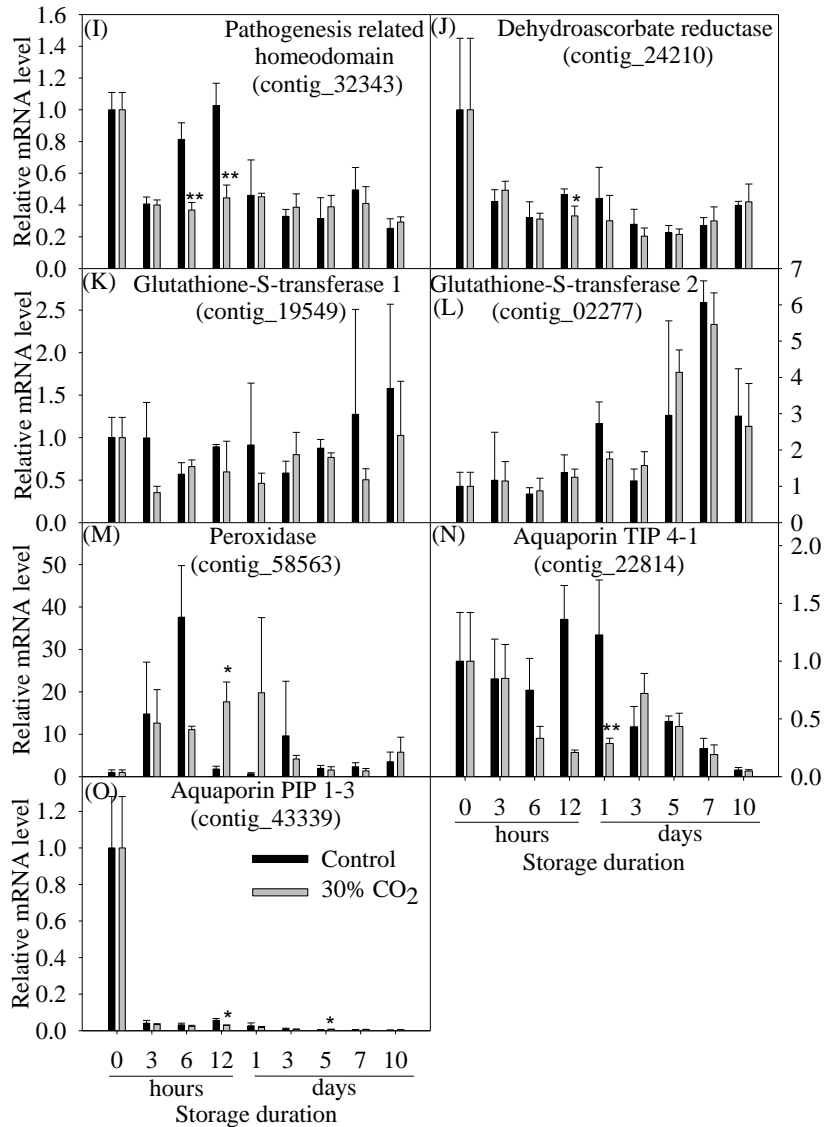 (I) Pathogenesis related
homeodomain
(contig_32343)
(J) Dehydroascorbate reductase
(contig_24210)
Relative mRNA level
1.6
1.4
1.2
1.0
0.8
0.6
0.4
0.2
0.0
**
**
*
(K) Glutathione-S-transferase 1
(contig_19549)
Glutathione-S-transferase 2
(L) (contig_02277)
Relative mRNA level
2.5
2.0
1.5
1.0
0.5
0.0
7
6
5
4
3
2
1
0
(M) Peroxidase
(contig_58563)
(N) Aquaporin TIP 4-1
(contig_22814)
Relative mRNA level
50
40
30
20
10
0
*
**
2.0
1.5
1.0
0.5
0.0
(O) Aquaporin PIP 1-3
(contig_43339)
Relative mRNA level
1.2
1.0
0.8
0.6
0.4
0.2
0.0
Control
30% CO2
*
*
0 3 6 12 1 3 5 7 10
hours days
Storage duration
0 3 6 12 1 3 5 7 10
hours days
Storage duration